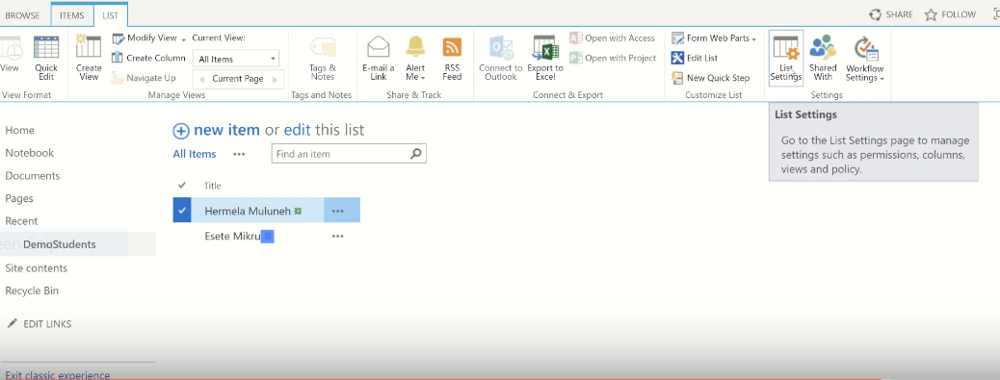 BROWSE ITEMS LIST SHARE FOLLOW
View Quick Edit
View Format
Create View
Modify View
Create Column
Navigate Up
Current View:
All Items
Current Page
Manage Views
Tags & Notes
Tags and Notes
E-mail a Link
Alert Me
RSS Feed
Share & Track
Connect to Outlook
Export to Excel
Open with Access
Open with Project
Connect & Export
Form Web Parts
Edit List
New Quick Step
Customize List
List Settings
Shared With
Workflow Settings
Settings
List Settings
Go to the List Settings page to manage
settings such as permissions, columns,
views and policy.
Home
Notebook
Documents
Pages
Recent
DemoStudents
Site contents
Recycle Bin
EDIT LINKS
Exit classic experience
new item or edit this list
All Items ••• Find an item
Title
Hermela Muluneh
Esete Mikru